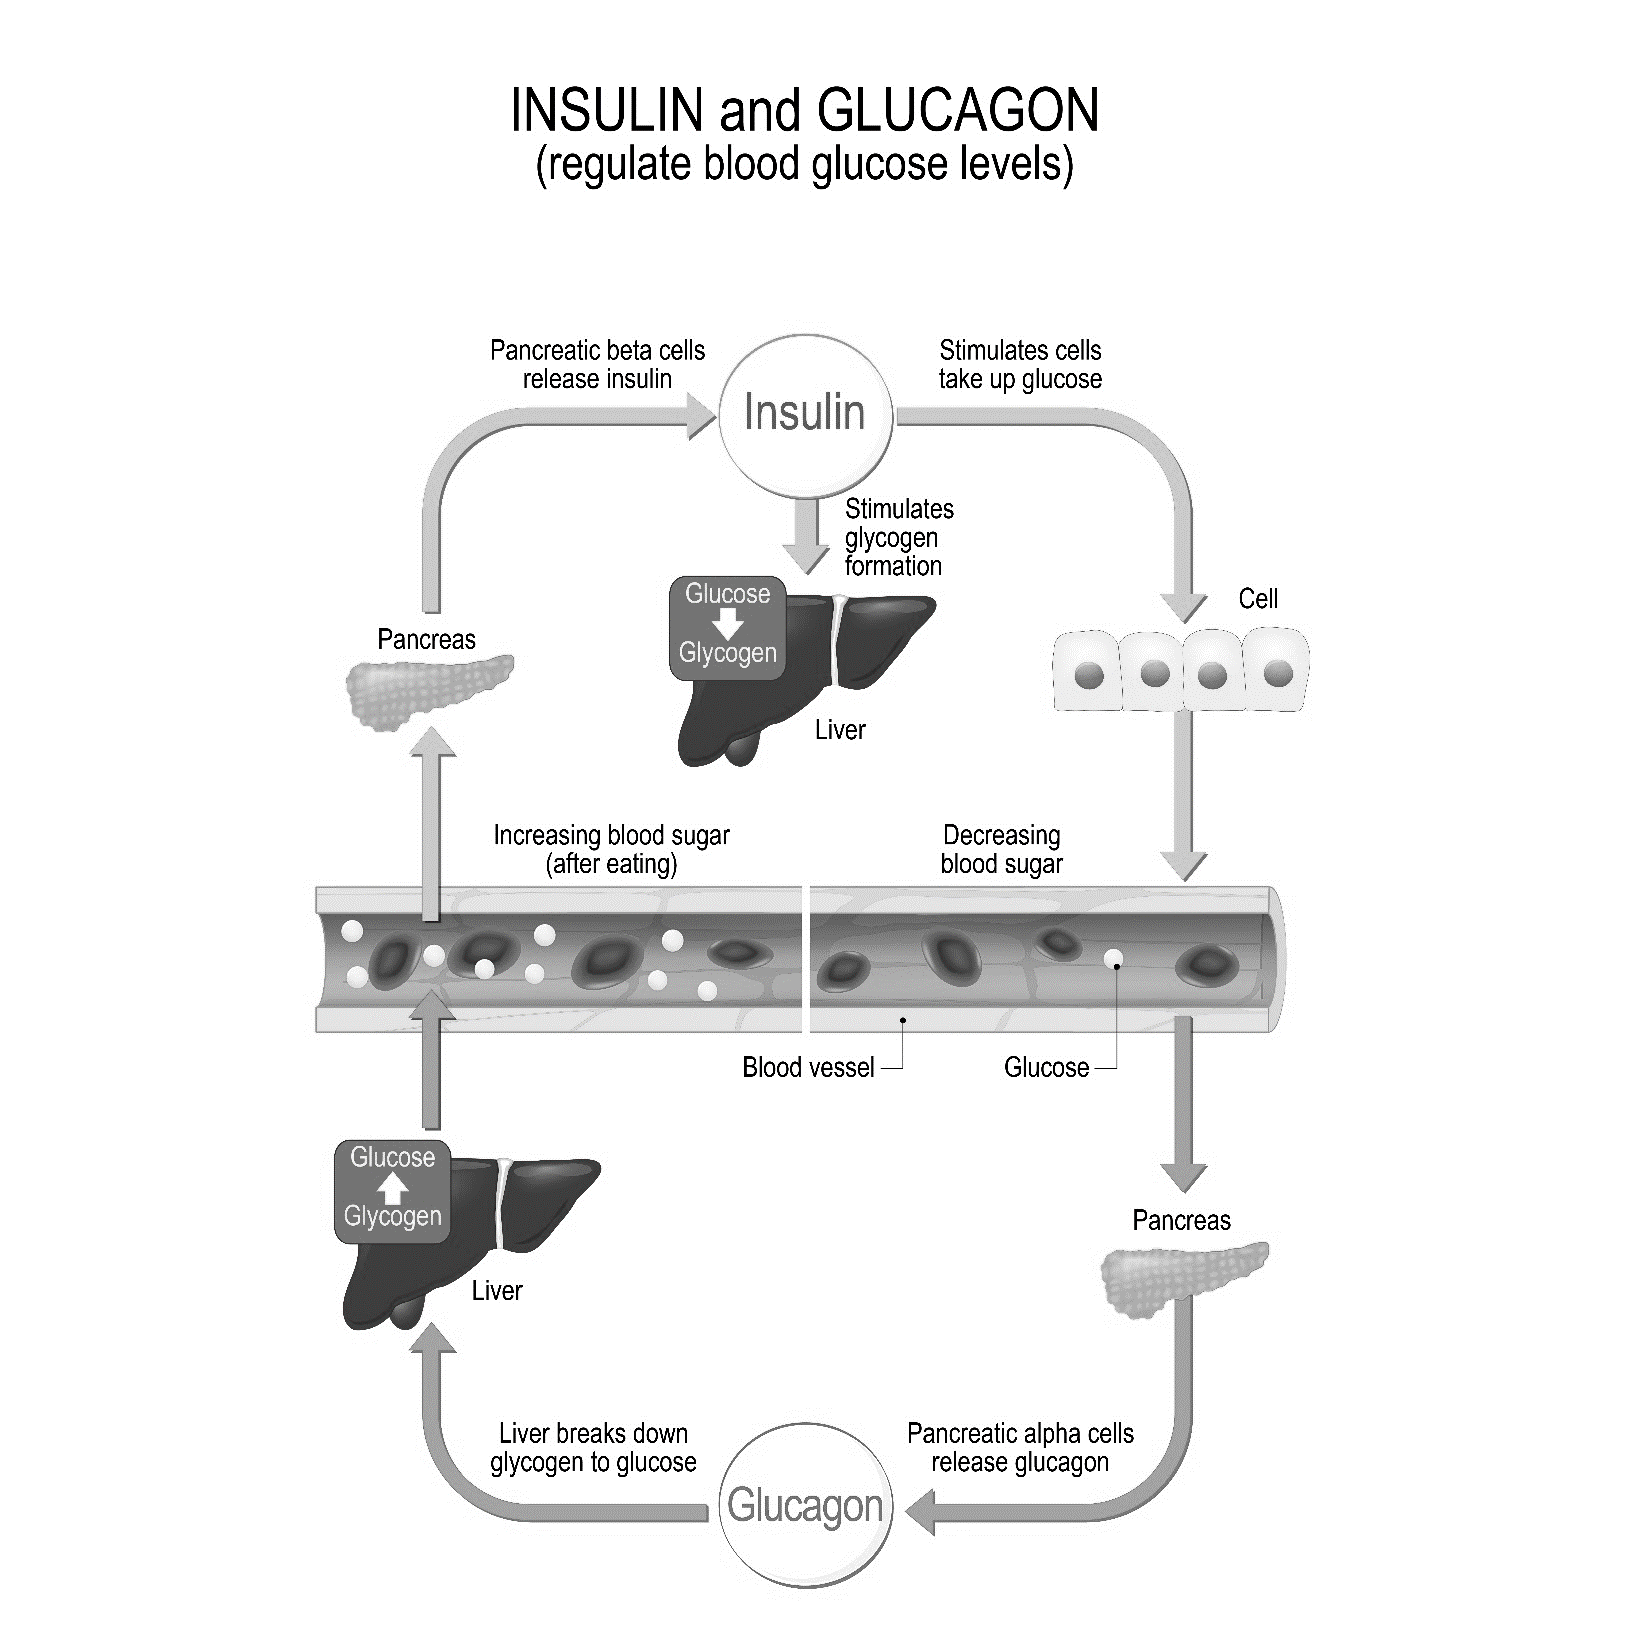 INSULIN and GLUCAGON
(regulate blood glucose levels)
Pancreatic beta cells
release insulin
Insulin
Stimulates cells
take up glucose
Stimulates
glycogen
formation
Glucose
Glycogen
Liver
Cell
Pancreas
Increasing blood sugar
(after eating)
Decreasing
blood sugar
Blood vessel
Glucose
Glucose
Glycogen
Liver
Pancreas
Liver breaks down
glycogen to glucose
Glucagon
Pancreatic alpha cells
release glucagon